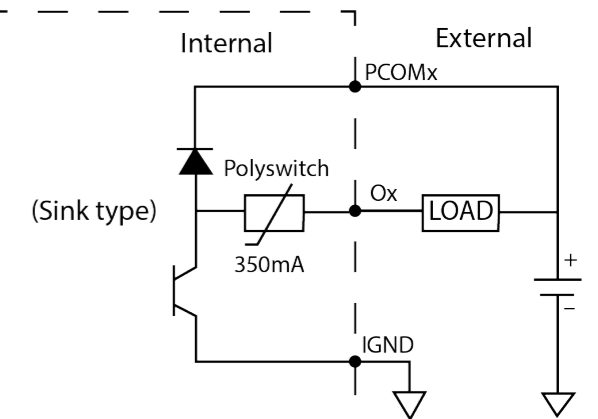 Internal
External
PCOMx
Polyswitch
Ox
(Sink type)
LOAD
350mA
+
−
IGND